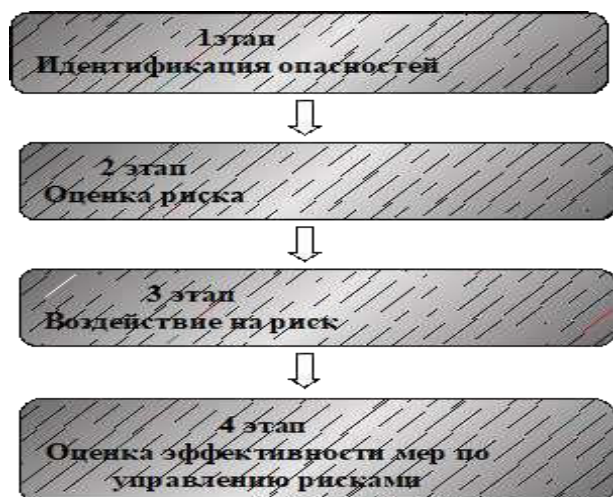 1этап
Идентификация опасностей
2 этап
Оценка риска
3 этап
Воздействие на риск
4 этап
Оценка эффективности мер по
управлению рисками